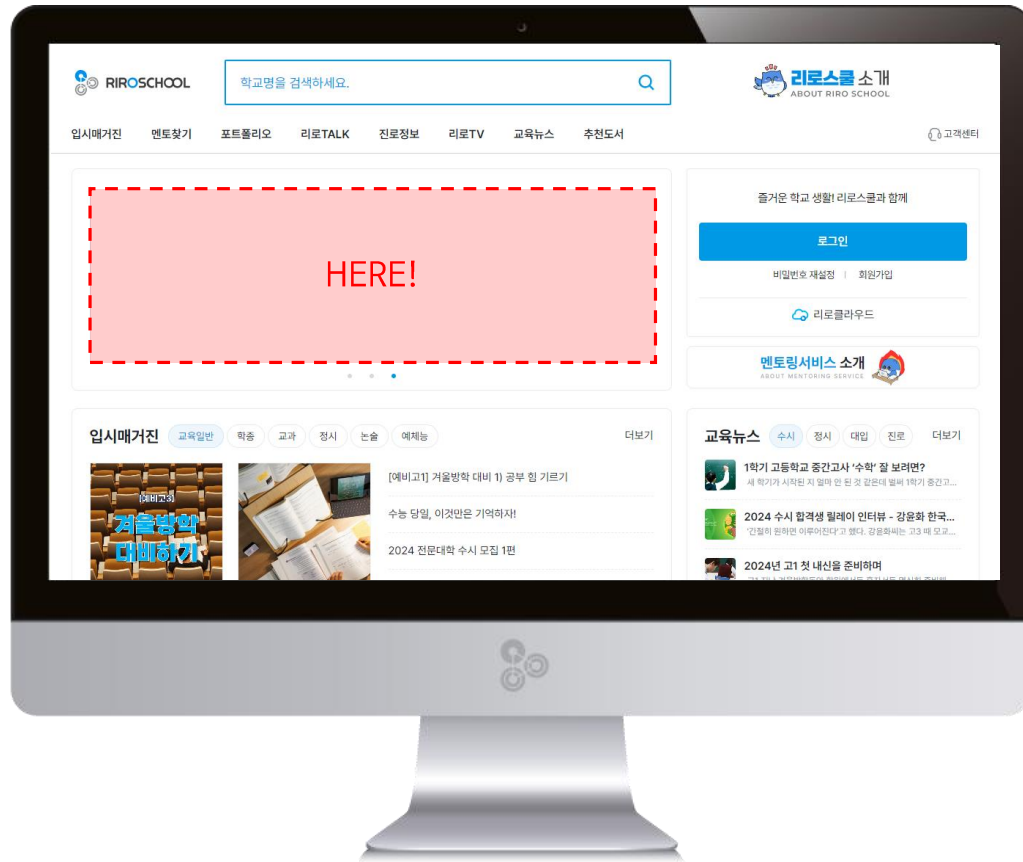 RIROSCHOOL
학교명을 검색하세요.
리로스쿨 소개
ABOUT RIRO SCHOOL
입시매거진 멘토찾기 포트폴리오 리로TALK 진로정보 리로TV 교육뉴스 추천도서
고객센터
HERE!
즐거운 학교 생활! 리로스쿨과 함께
로그인
비밀번호 재설정 | 회원가입
리로클라우드
멘토링서비스 소개
ABOUT MENTORING SERVICE
입시매거진 교육일반 학종 교과 정시 논술 예체능 더보기
[예비고3]
겨울방학
대비하기
[예비고1] 겨울방학 대비 1) 공부 힘 기르기
수능 당일, 이것만은 기억하자!
2024 전문대학 수시 모집 1편
교육뉴스 수시 정시 대입 진로 더보기
1학기 고등학교 중간고사 ‘수학’ 잘 보려면?
새 학기가 시작된 지 얼마 안 된 것 같은데 벌써 1학기 중간고...
2024 수시 합격생 릴레이 인터뷰 - 강윤화 한국...
‘간절히 원하면 이루어진다’고 했다. 강윤화씨는 고3 때 모교...
2024년 고1 첫 내신을 준비하며